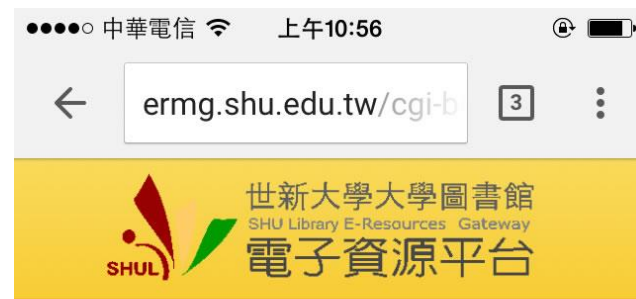 中華電信 上午10:56
ermg.shu.edu.tw/cgi-b 3
世新大學大學圖書館
SHU Library E-Resources Gateway
電子資源平台
SHUL